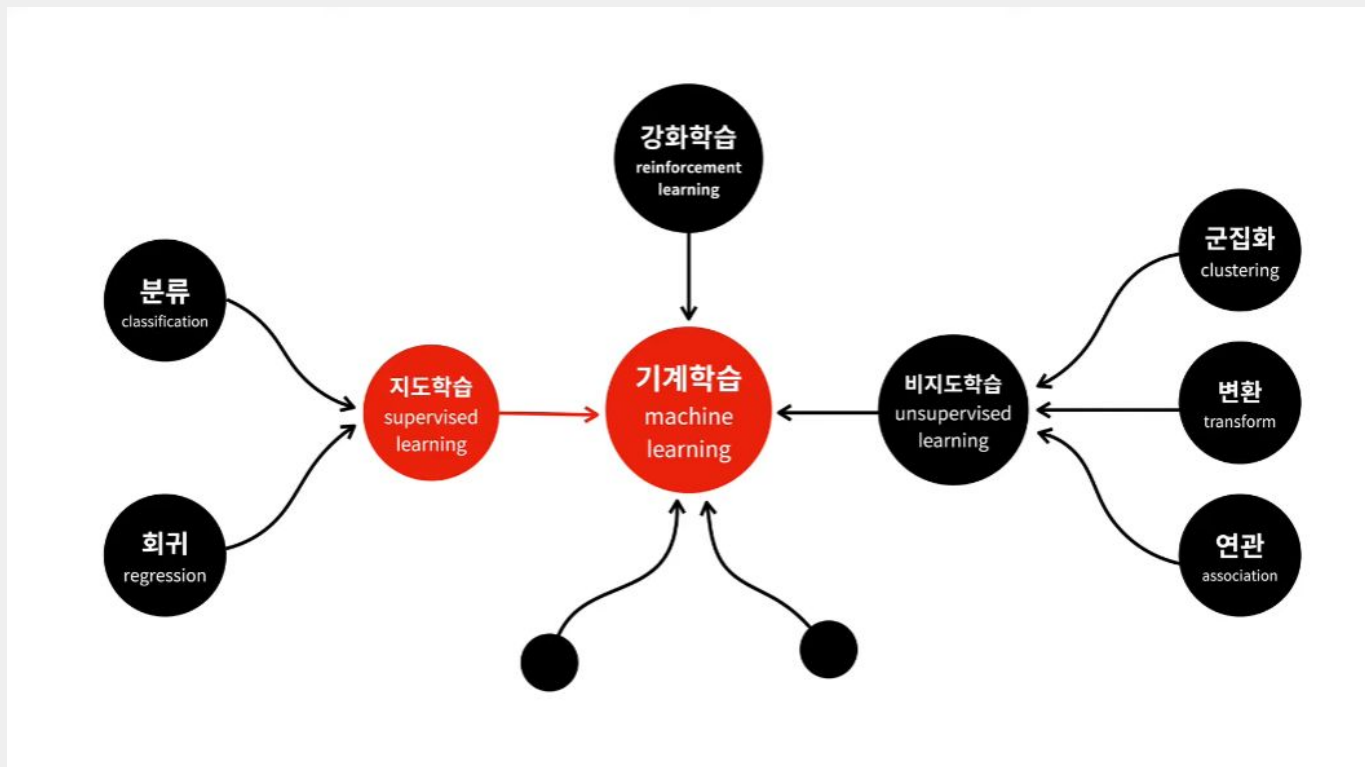 강화학습
reinforcement
learning
분류
classification
회귀
regression
지도학습
supervised
learning
기계학습
machine
learning
비지도학습
unsupervised
learning
군집화
clustering
변환
transform
연관
association